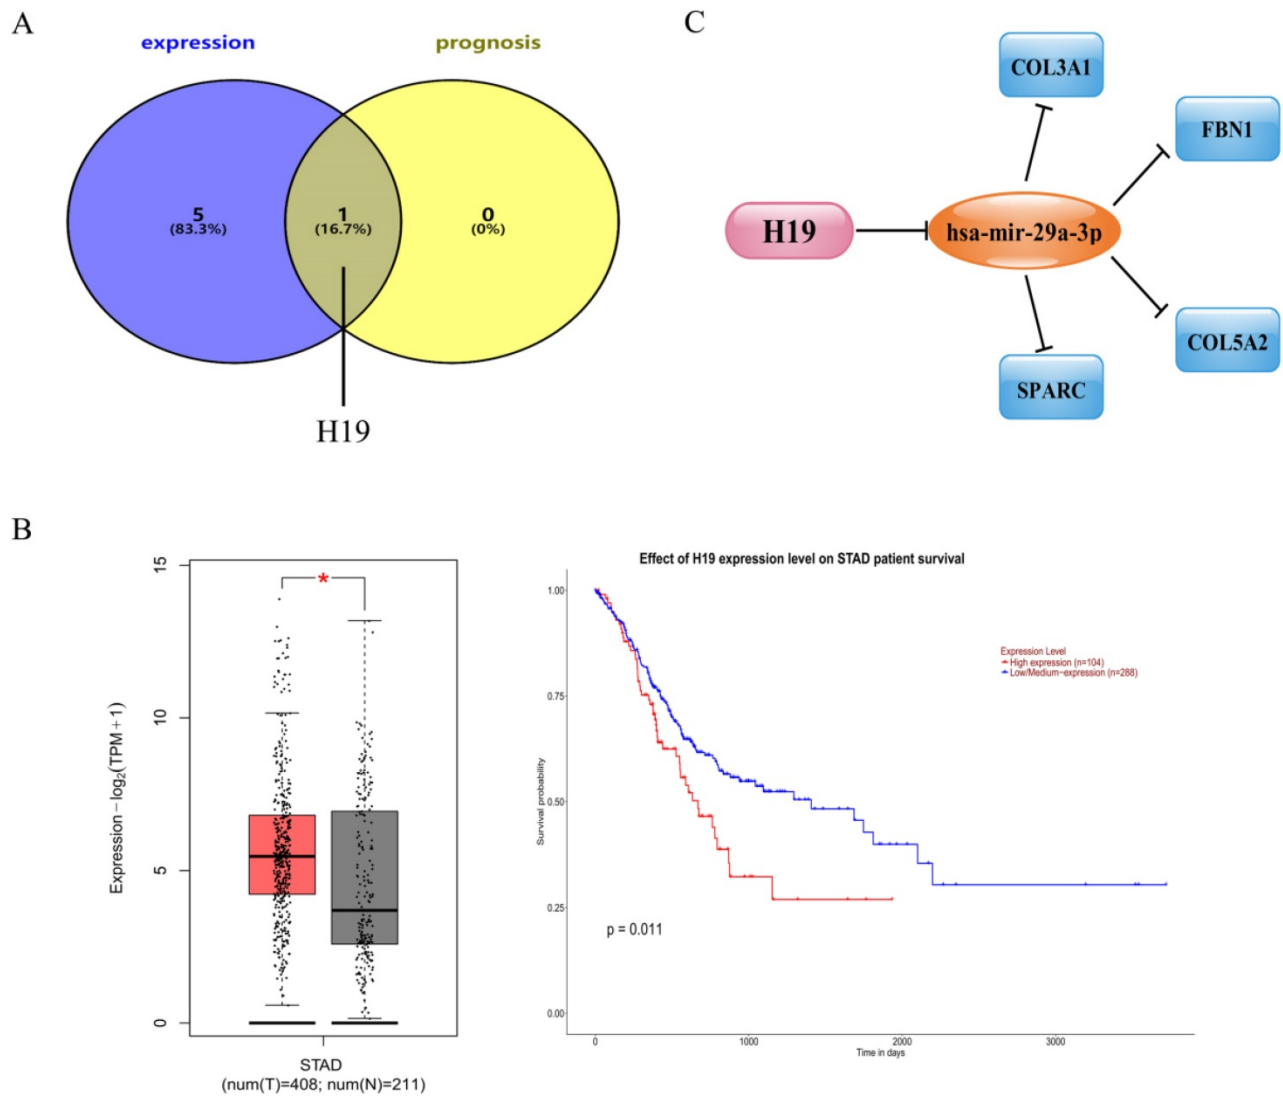 A
expression
prognosis
5
(83.3%)
1
(16.7%)
0
(0%)
H19
C
COL3A1
FBN1
H19
hsa-mir-29a-3p
COL5A2
SPARC
B
15
10
5
0
Expression – log₂(TPM + 1)
*
STAD
(num(T)=408; num(N)=211)
Effect of H19 expression level on STAD patient survival
1.00
0.75
0.50
0.25
0.00
Survival probability
Expression Level
High expression (n=104)
Low/Medium-expression (n=288)
p = 0.011
0
1000
2000
3000
Time in days